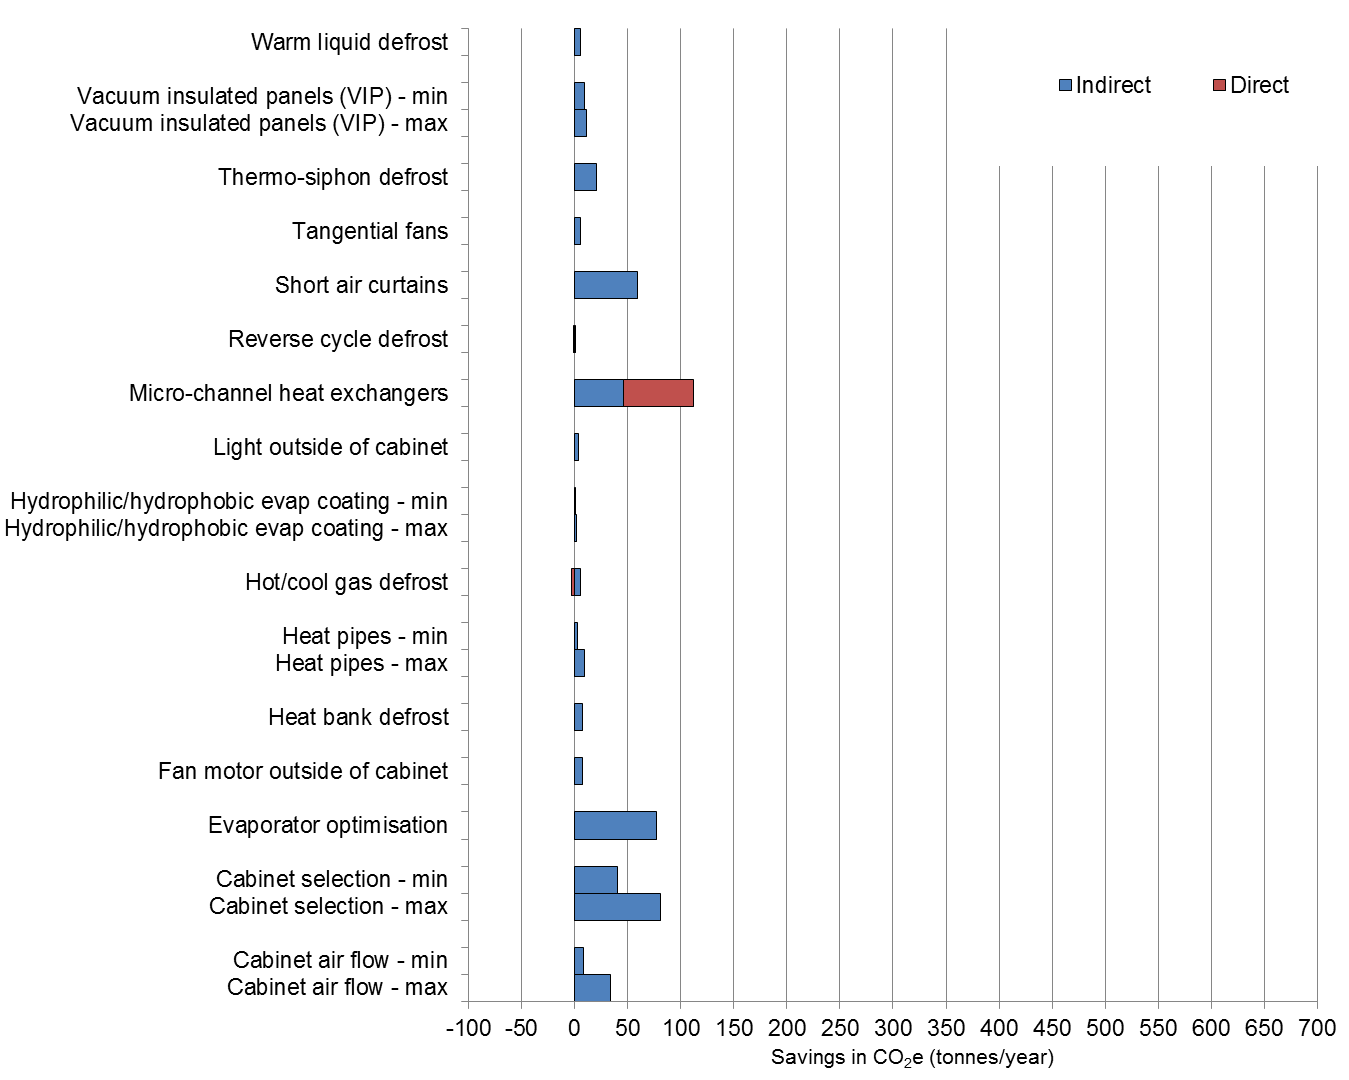 Warm liquid defrost
Indirect Direct
Vacuum insulated panels (VIP) - min
Vacuum insulated panels (VIP) - max
Thermo-siphon defrost
Tangential fans
Short air curtains
Reverse cycle defrost
Micro-channel heat exchangers
Light outside of cabinet
Hydrophilic/hydrophobic evap coating - min
Hydrophilic/hydrophobic evap coating - max
Hot/cool gas defrost
Heat pipes - min
Heat pipes - max
Heat bank defrost
Fan motor outside of cabinet
Evaporator optimisation
Cabinet selection - min
Cabinet selection - max
Cabinet air flow - min
Cabinet air flow - max
-100 -50 0 50 100 150 200 250 300 350 400 450 500 550 600 650 700
Savings in CO₂e (tonnes/year)